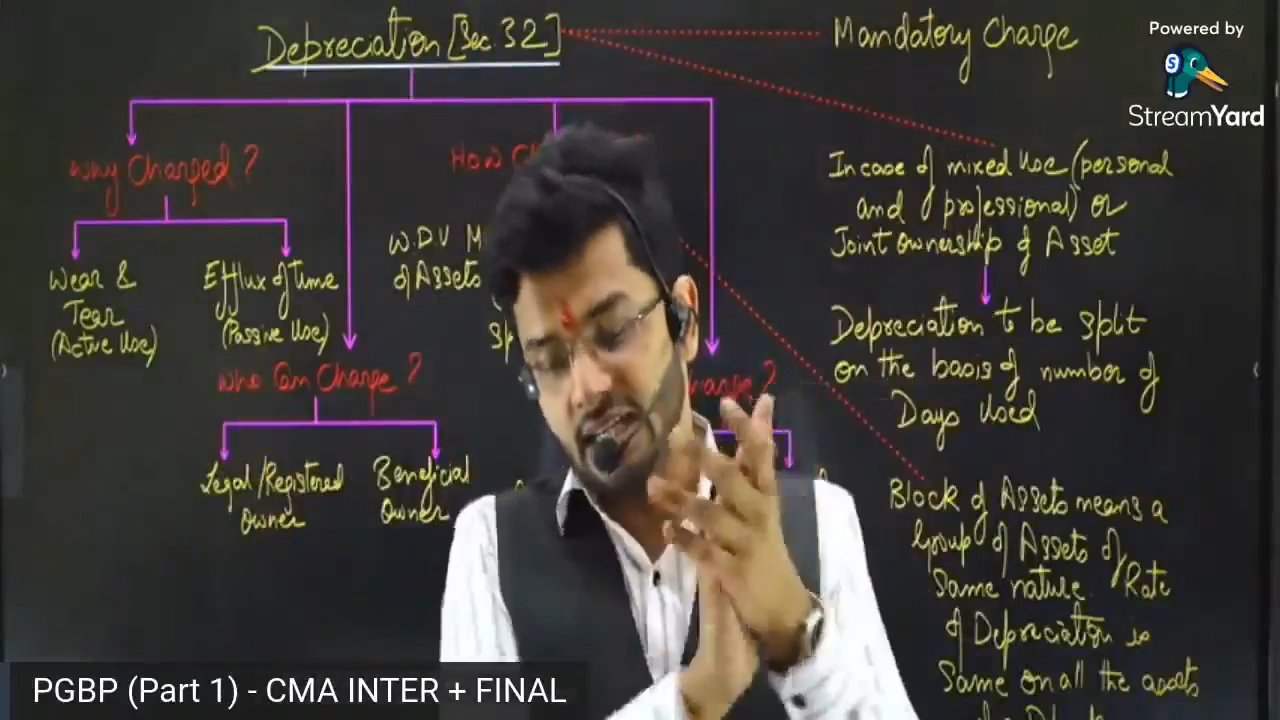 Depreciation [Sec. 32]
Mandatory Charge
Powered by
StreamYard
Why Charged ?
How
Wear &
Tear
(Active Use)
Efflux of time
(Passive Use)
W.D.V M
of Assets
Who Can Charge ?
Legal/Registered
Owner
Beneficial
Owner
In case of mixed Use (personal
and professional) or
Joint ownership of Asset
Depreciation to be split
on the basis of number of
Days Used
Block of Assets means a
Group of Assets of
Same nature. Rate
of Depreciation is
Same on all the assets
PGBP (Part 1) - CMA INTER + FINAL